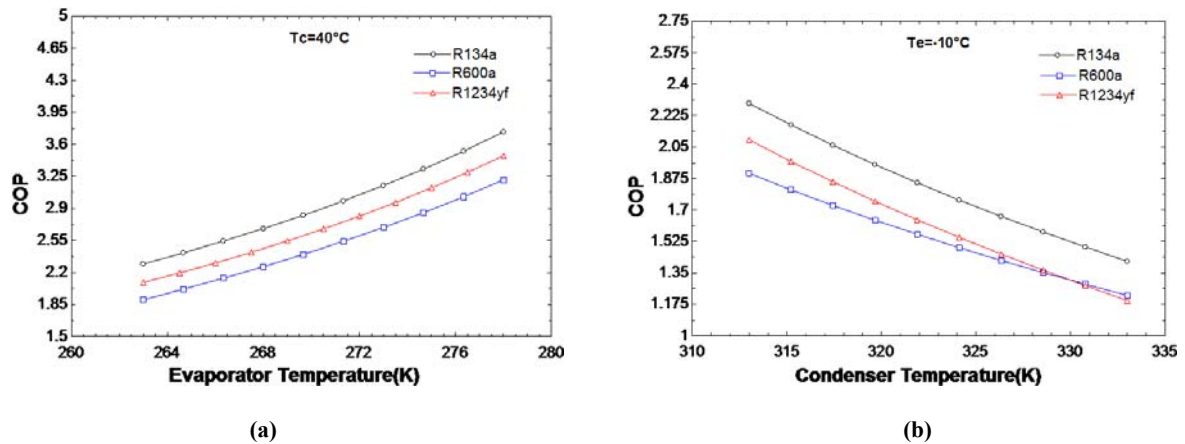 Tc=40°C
R134a
R600a
R1234yf
5
4.65
4.3
3.95
3.6
3.25
2.9
2.55
2.2
1.85
1.5
COP
260
264
268
272
276
280
Evaporator Temperature(K)
(a)
Te=-10°C
R134a
R600a
R1234yf
2.75
2.575
2.4
2.225
2.05
1.875
1.7
1.525
1.35
1.175
1
COP
310
315
320
325
330
335
Condenser Temperature(K)
(b)